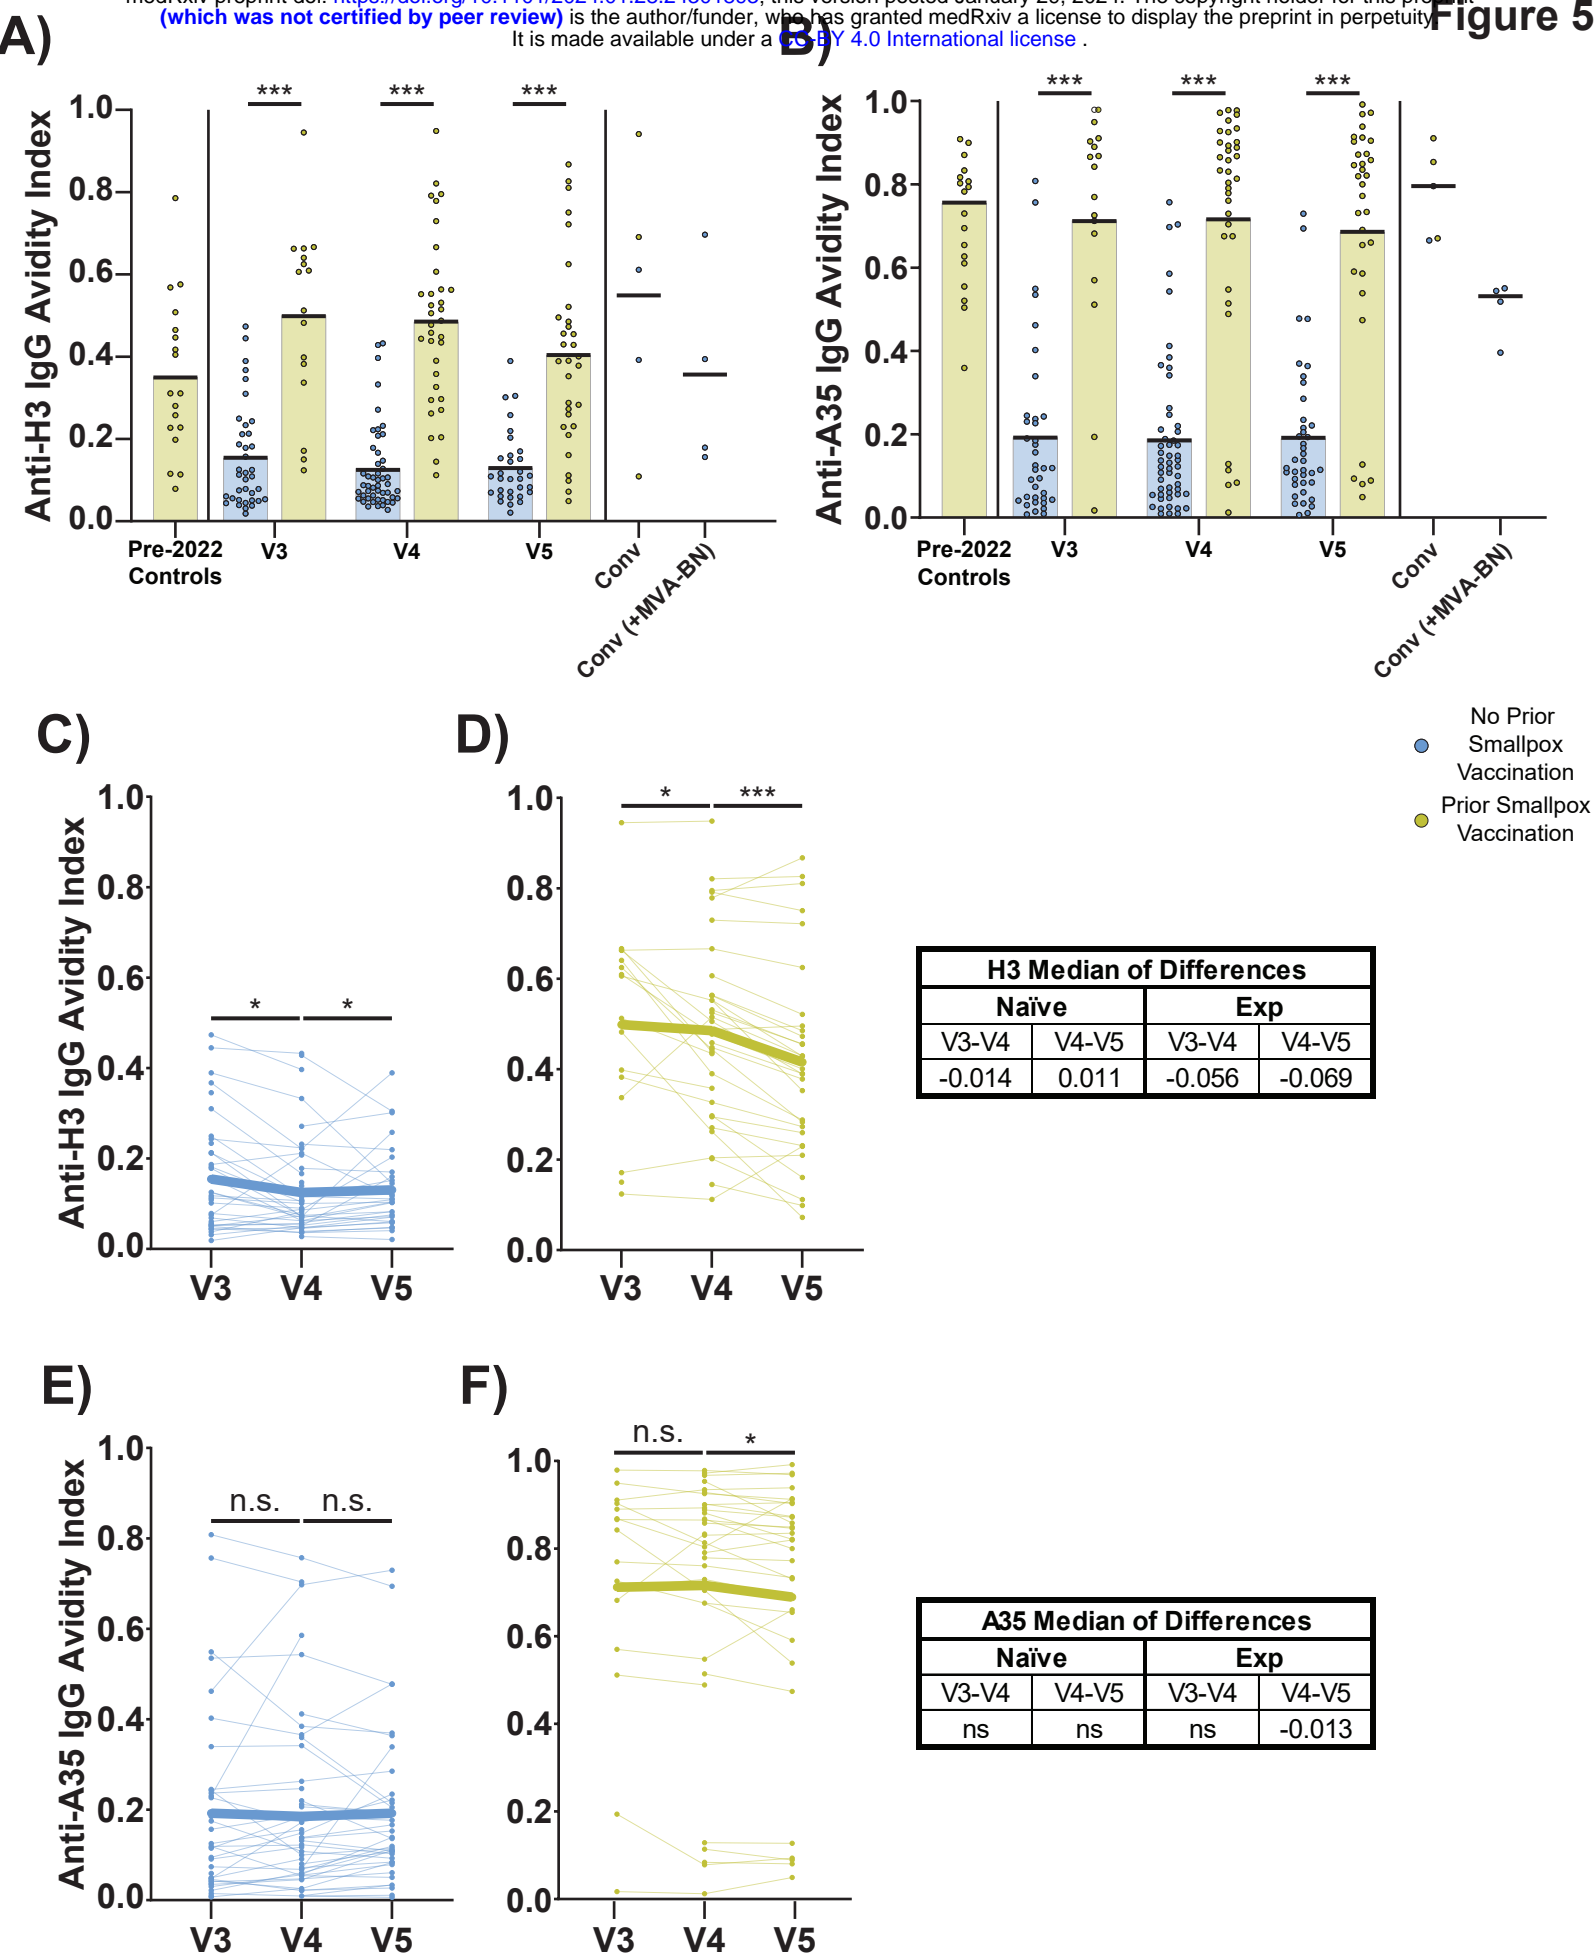 (which was not certified by peer review) is the author/funder, who has granted medRxiv a license to display the preprint in perpetuity.
It is made available under a CC-BY 4.0 International license .
Figure 5
A)
B)
Anti-H3 IgG Avidity Index
1.0
0.8
0.6
0.4
0.2
0.0
***
***
***
Pre-2022
Controls
V3
V4
V5
Conv
Conv (+MVA-BN)
Anti-A35 IgG Avidity Index
1.0
0.8
0.6
0.4
0.2
0.0
***
***
***
Pre-2022
Controls
V3
V4
V5
Conv
Conv (+MVA-BN)
No Prior
Smallpox
Vaccination
Prior Smallpox
Vaccination
C)
Anti-H3 IgG Avidity Index
1.0
0.8
0.6
0.4
0.2
0.0
*
*
V3
V4
V5
D)
1.0
0.8
0.6
0.4
0.2
0.0
*
***
V3
V4
V5
H3 Median of Differences
Naïve Exp
V3-V4 V4-V5 V3-V4 V4-V5
-0.014 0.011 -0.056 -0.069
E)
Anti-A35 IgG Avidity Index
1.0
0.8
0.6
0.4
0.2
0.0
n.s.
n.s.
V3
V4
V5
F)
1.0
0.8
0.6
0.4
0.2
0.0
n.s.
*
V3
V4
V5
A35 Median of Differences
Naïve Exp
V3-V4 V4-V5 V3-V4 V4-V5
ns ns ns -0.013